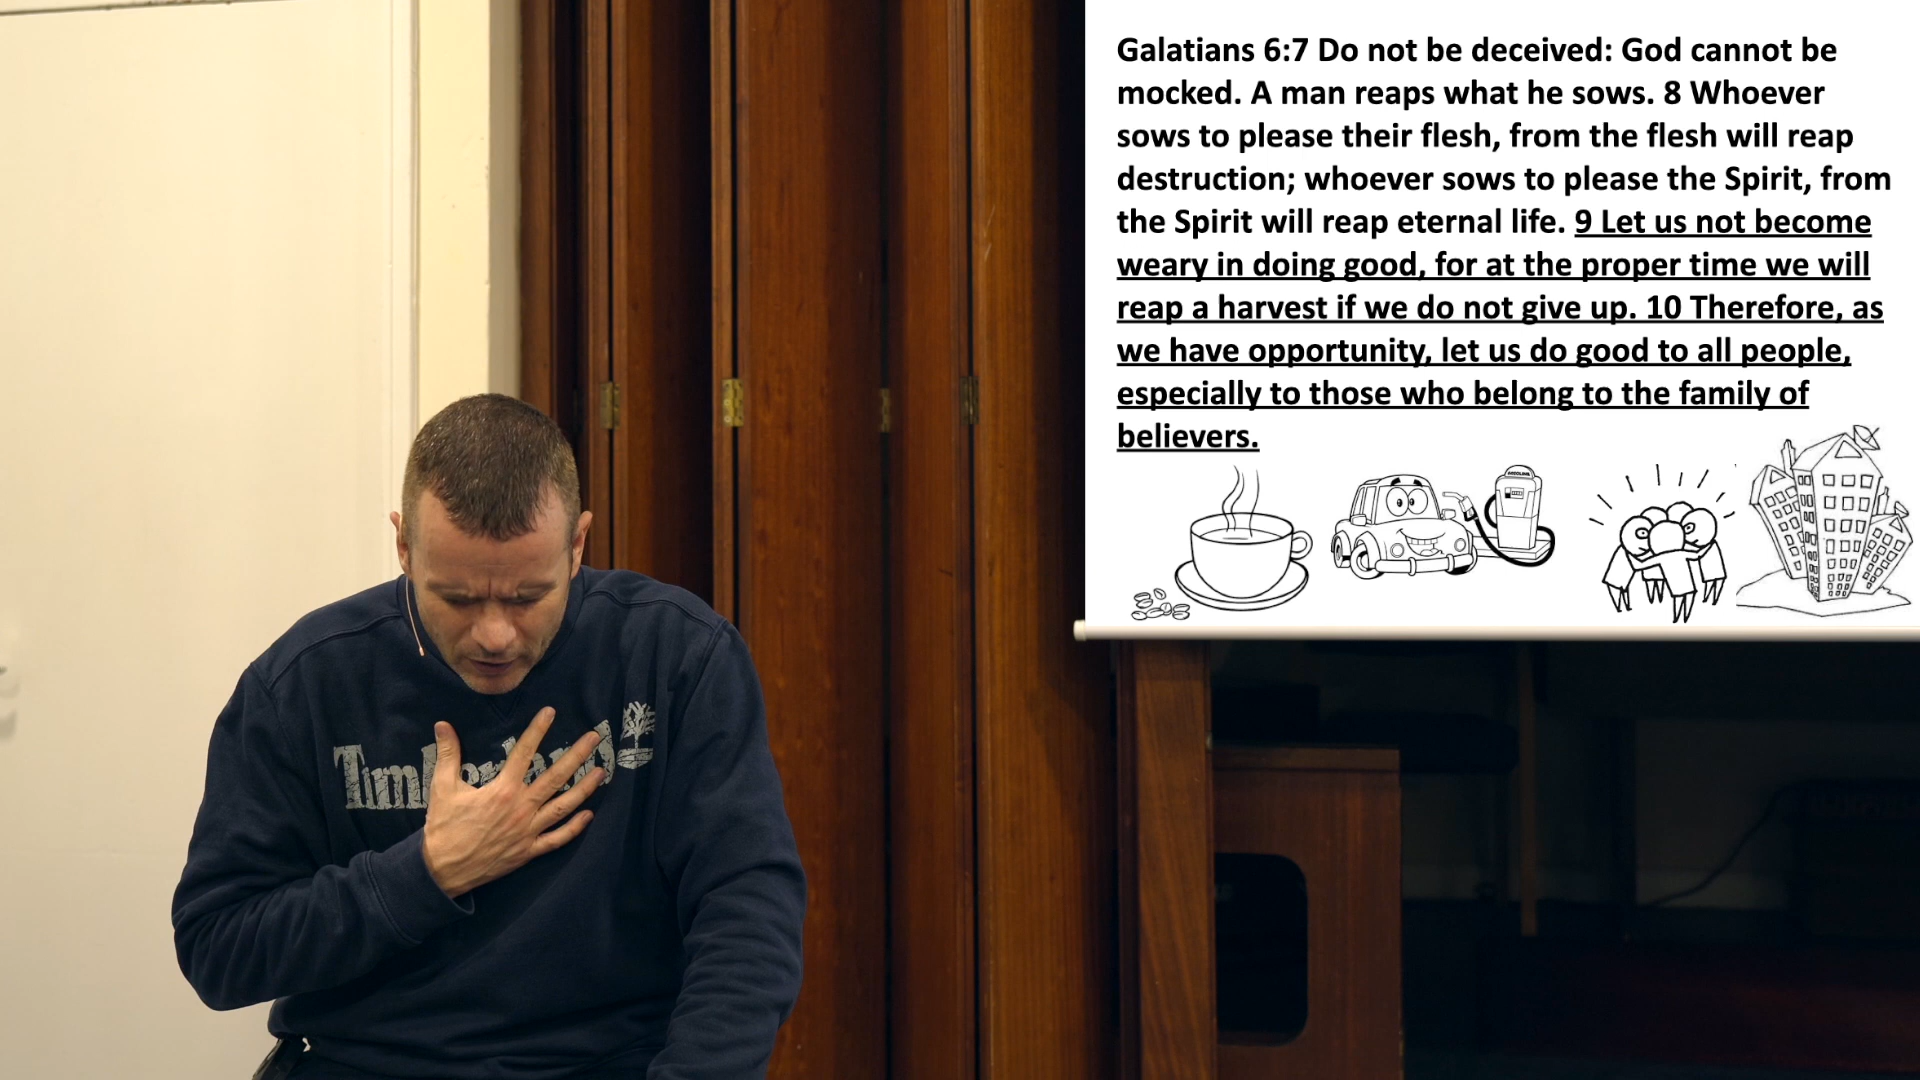 Galatians 6:7 Do not be deceived: God cannot be
mocked. A man reaps what he sows. 8 Whoever
sows to please their flesh, from the flesh will reap
destruction; whoever sows to please the Spirit, from
the Spirit will reap eternal life. 9 Let us not become
weary in doing good, for at the proper time we will
reap a harvest if we do not give up. 10 Therefore, as
we have opportunity, let us do good to all people,
especially to those who belong to the family of
believers.
GASOLINE
Timberland